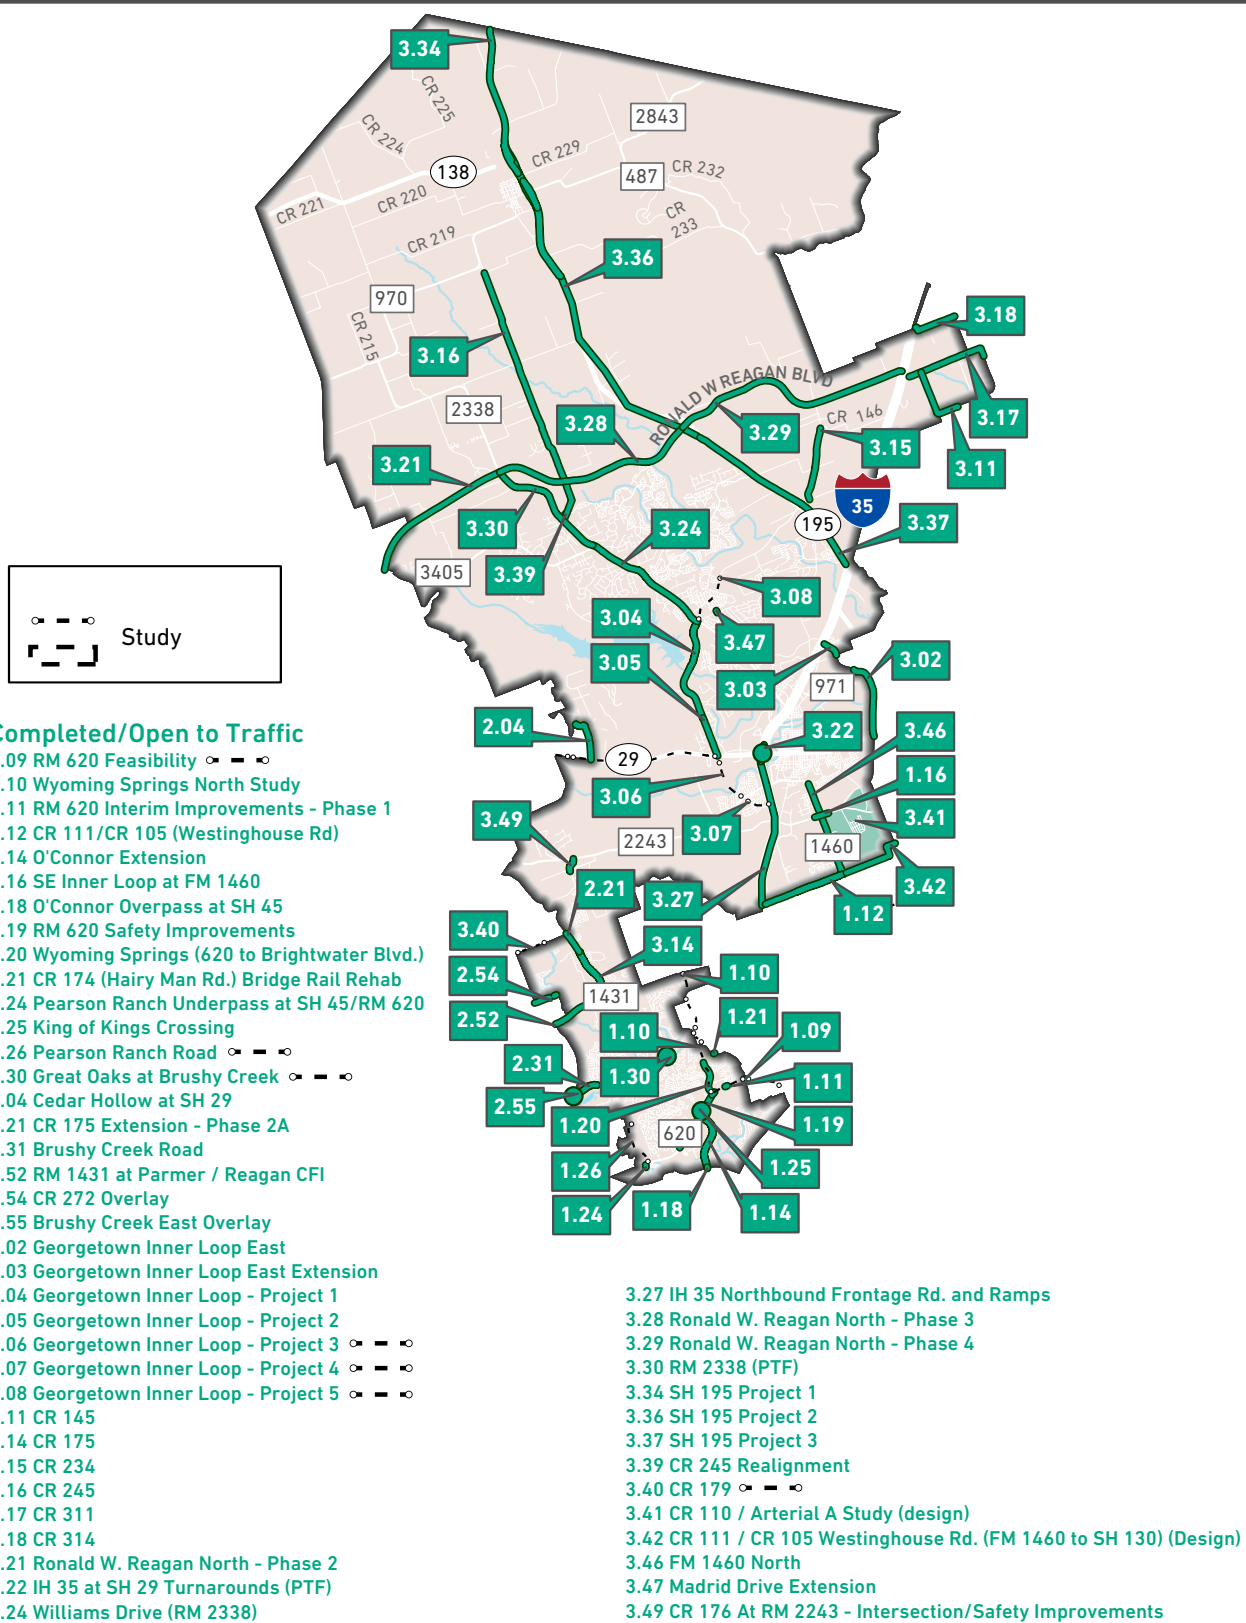 3.34
CR 225
2843
CR 224
CR 229
138
487
CR 232
CR 220
CR 221
CR 233
CR 219
3.36
970
3.18
CR 215
3.16
RONALD W REAGAN BLVD
2338
3.28
CR 146
3.29
3.17
3.15
3.21
3.11
35
3.30
3.24
195
3.37
3405
3.39
3.08
3.04
3.47
Study
3.05
3.03
3.02
971
2.04
3.22
3.46
29
1.16
3.06
3.49
3.07
3.41
2243
1460
2.21
3.27
3.42
1.12
3.40
3.14
2.54
1.10
1431
2.52
1.10
1.21
1.09
2.31
1.30
1.11
2.55
1.20
1.19
620
1.26
1.25
1.24
1.18
1.14
Completed/Open to Traffic
.09 RM 620 Feasibility
.10 Wyoming Springs North Study
.11 RM 620 Interim Improvements - Phase 1
.12 CR 111/CR 105 (Westinghouse Rd)
.14 O'Connor Extension
.16 SE Inner Loop at FM 1460
.18 O'Connor Overpass at SH 45
.19 RM 620 Safety Improvements
.20 Wyoming Springs (620 to Brightwater Blvd.)
.21 CR 174 (Hairy Man Rd.) Bridge Rail Rehab
.24 Pearson Ranch Underpass at SH 45/RM 620
.25 King of Kings Crossing
.26 Pearson Ranch Road
.30 Great Oaks at Brushy Creek
.04 Cedar Hollow at SH 29
.21 CR 175 Extension - Phase 2A
.31 Brushy Creek Road
.52 RM 1431 at Parmer / Reagan CFI
.54 CR 272 Overlay
.55 Brushy Creek East Overlay
.02 Georgetown Inner Loop East
.03 Georgetown Inner Loop East Extension
.04 Georgetown Inner Loop - Project 1
.05 Georgetown Inner Loop - Project 2
.06 Georgetown Inner Loop - Project 3
.07 Georgetown Inner Loop - Project 4
.08 Georgetown Inner Loop - Project 5
.11 CR 145
.14 CR 175
.15 CR 234
.16 CR 245
.17 CR 311
.18 CR 314
.21 Ronald W. Reagan North - Phase 2
.22 IH 35 at SH 29 Turnarounds (PTF)
.24 Williams Drive (RM 2338)
3.27 IH 35 Northbound Frontage Rd. and Ramps
3.28 Ronald W. Reagan North - Phase 3
3.29 Ronald W. Reagan North - Phase 4
3.30 RM 2338 (PTF)
3.34 SH 195 Project 1
3.36 SH 195 Project 2
3.37 SH 195 Project 3
3.39 CR 245 Realignment
3.40 CR 179
3.41 CR 110 / Arterial A Study (design)
3.42 CR 111 / CR 105 Westinghouse Rd. (FM 1460 to SH 130) (Design)
3.46 FM 1460 North
3.47 Madrid Drive Extension
3.49 CR 176 At RM 2243 - Intersection/Safety Improvements